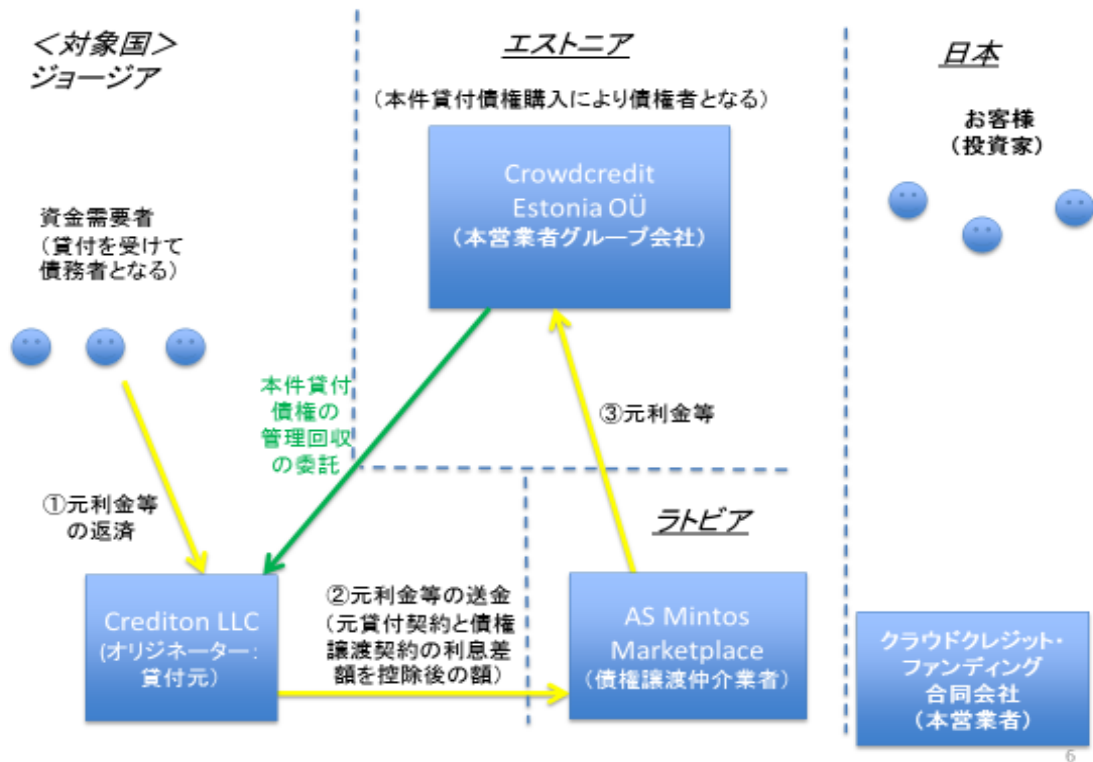 ＜対象国＞
ジョージア
資金需要者
（貸付を受けて
債務者となる）
①元利金等
の返済
Crediton LLC
(オリジネーター：
貸付元）
エストニア
（本件貸付債権購入により債権者となる）
Crowdcredit
Estonia OÜ
（本営業者グループ会社）
本件貸付
債権の
管理回収
の委託
③元利金等
②元利金等の送金
（元貸付契約と債権
譲渡契約の利息差
額を控除後の額）
ラトビア
AS Mintos
Marketplace
（債権譲渡仲介業者）
日本
お客様
（投資家）
クラウドクレジット・
ファンディング
合同会社
（本営業者）
6